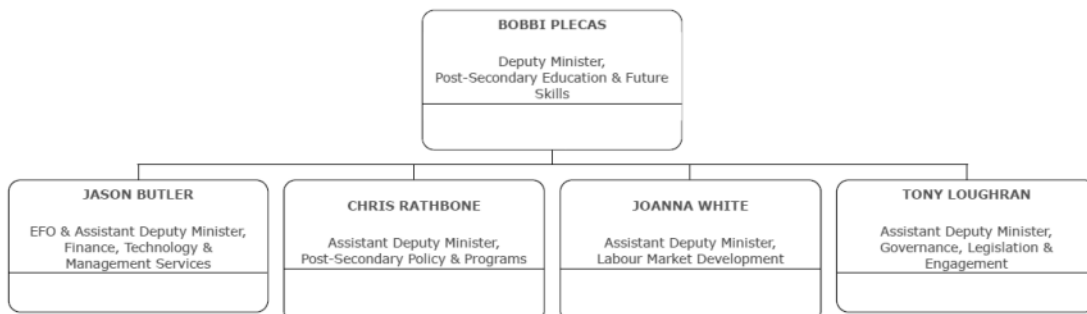 BOBBI PLECAS
Deputy Minister,
Post-Secondary Education & Future
Skills
JASON BUTLER
EFO & Assistant Deputy Minister,
Finance, Technology &
Management Services
CHRIS RATHBONE
Assistant Deputy Minister,
Post-Secondary Policy & Programs
JOANNA WHITE
Assistant Deputy Minister,
Labour Market Development
TONY LOUGHRAN
Assistant Deputy Minister,
Governance, Legislation &
Engagement